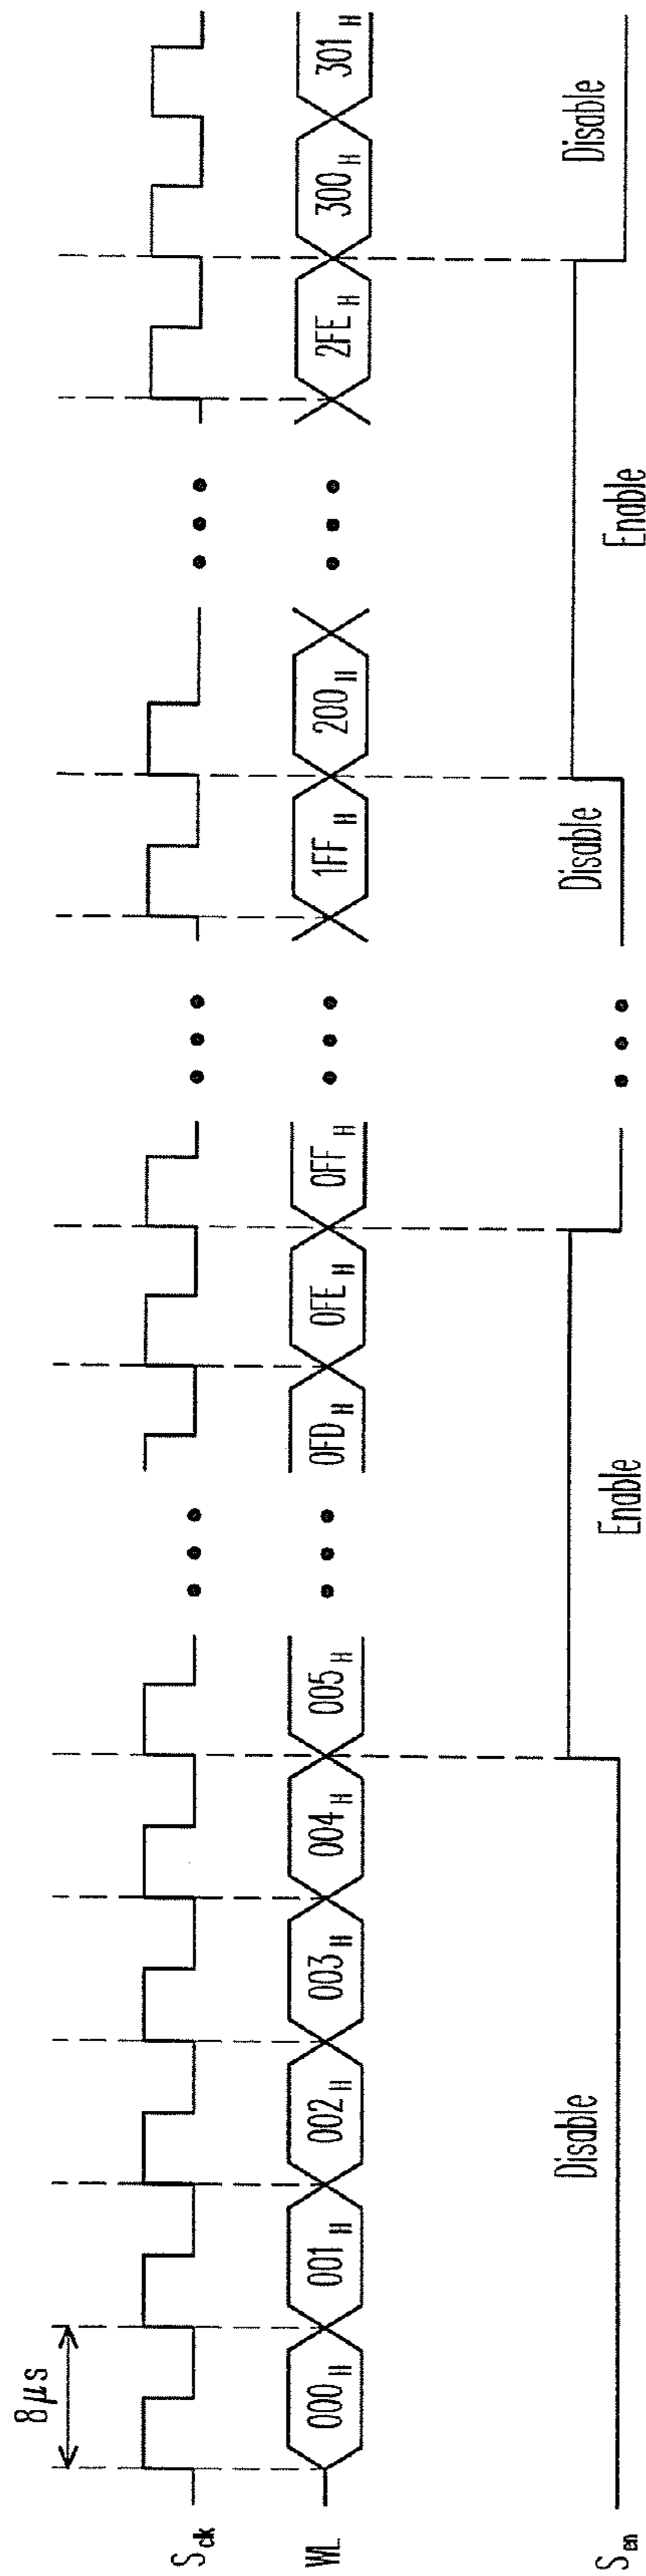 8μs
S_clk
WL 000_H 001_H 002_H 003_H 004_H 005_H 0FD_H 0FE_H 0FF_H 1FF_H 200_H 2FE_H 300_H 301_H
S_en Disable Enable Disable Enable Disable